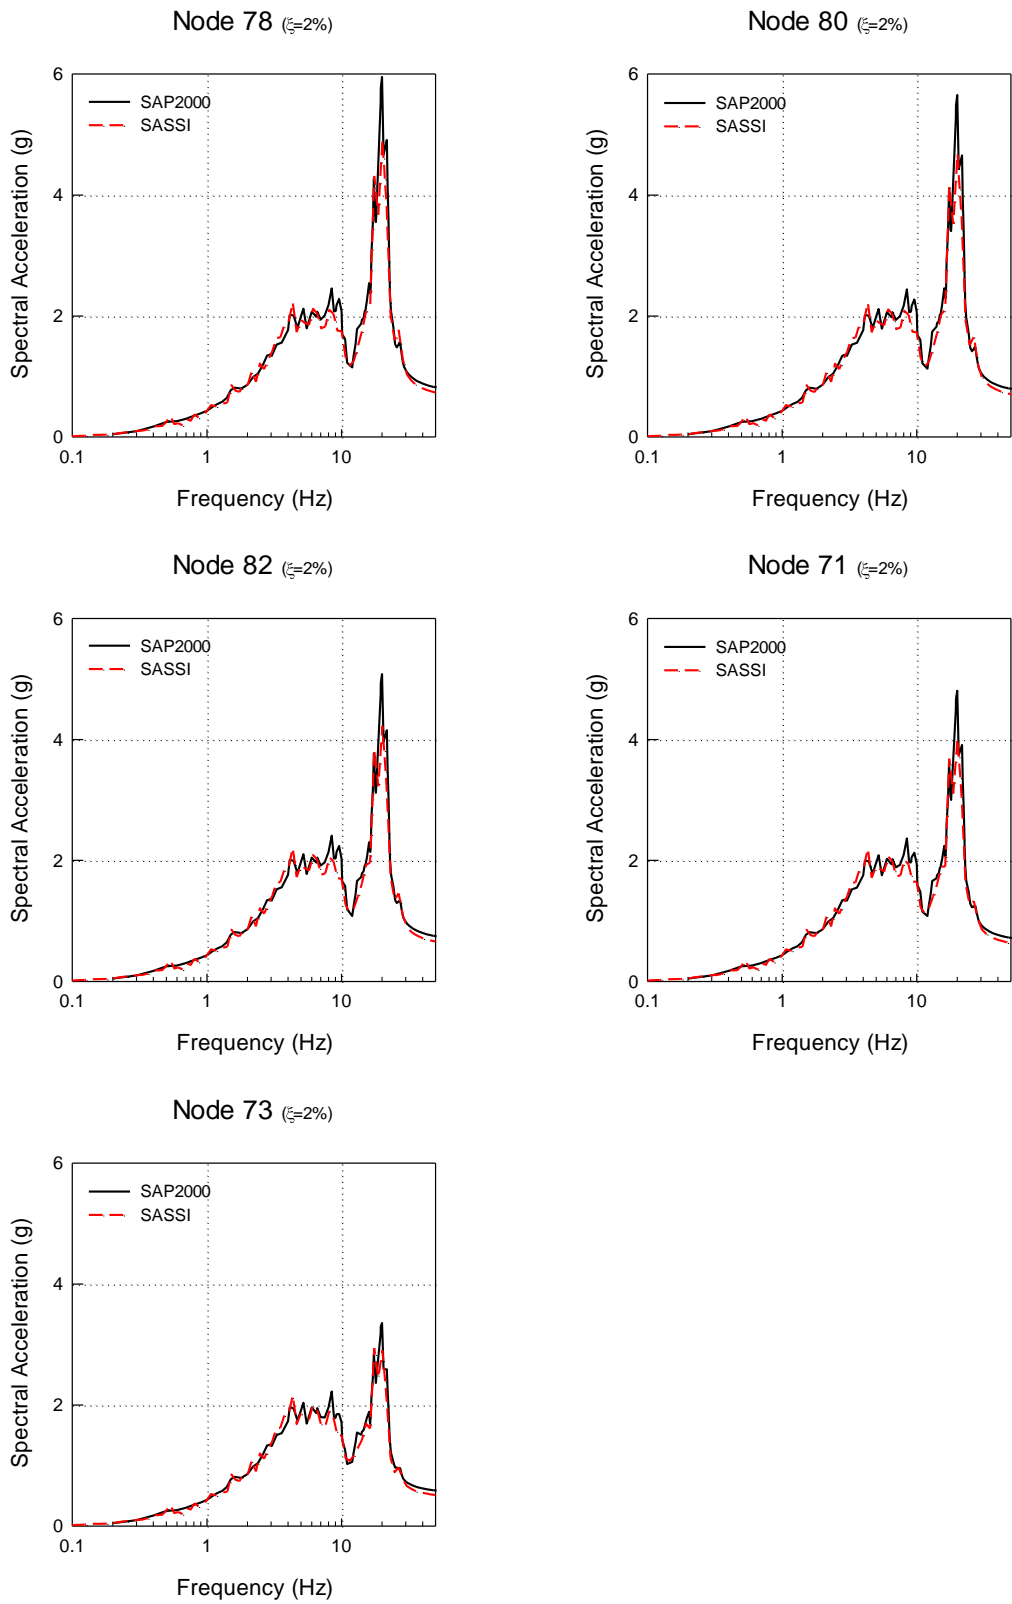 Node 78 (ξ=2%)
6
4
2
0
0.1
1
10
Spectral Acceleration (g)
Frequency (Hz)
SAP2000
SASSI
Node 80 (ξ=2%)
6
4
2
0
0.1
1
10
Spectral Acceleration (g)
Frequency (Hz)
SAP2000
SASSI
Node 82 (ξ=2%)
6
4
2
0
0.1
1
10
Spectral Acceleration (g)
Frequency (Hz)
SAP2000
SASSI
Node 71 (ξ=2%)
6
4
2
0
0.1
1
10
Spectral Acceleration (g)
Frequency (Hz)
SAP2000
SASSI
Node 73 (ξ=2%)
6
4
2
0
0.1
1
10
Spectral Acceleration (g)
Frequency (Hz)
SAP2000
SASSI